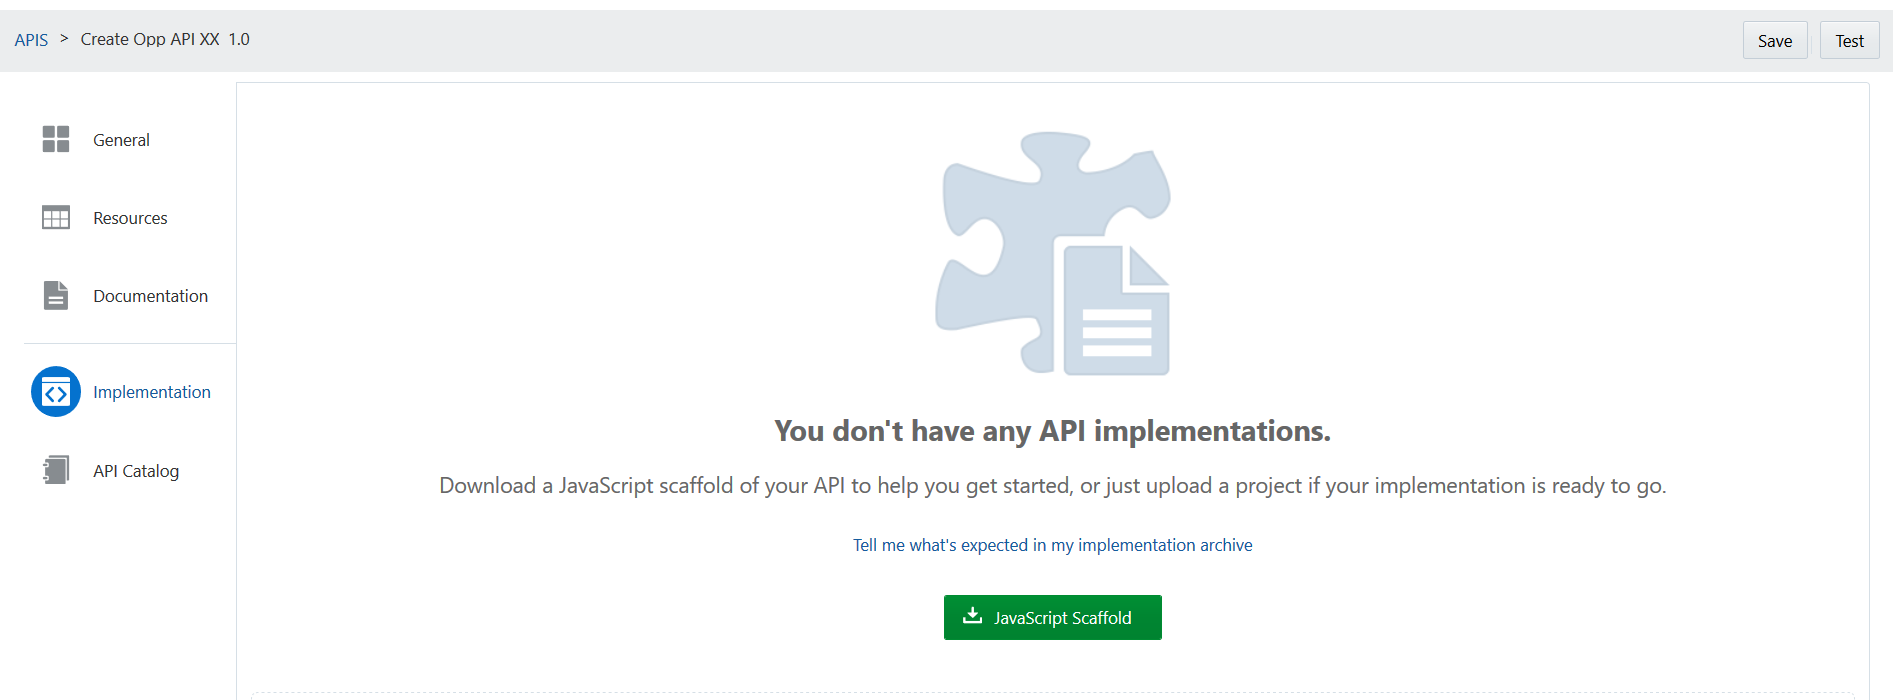 APIS > Create Opp API XX 1.0
Save
Test
General
Resources
Documentation
Implementation
API Catalog
You don't have any API implementations.
Download a JavaScript scaffold of your API to help you get started, or just upload a project if your implementation is ready to go.
Tell me what's expected in my implementation archive
JavaScript Scaffold